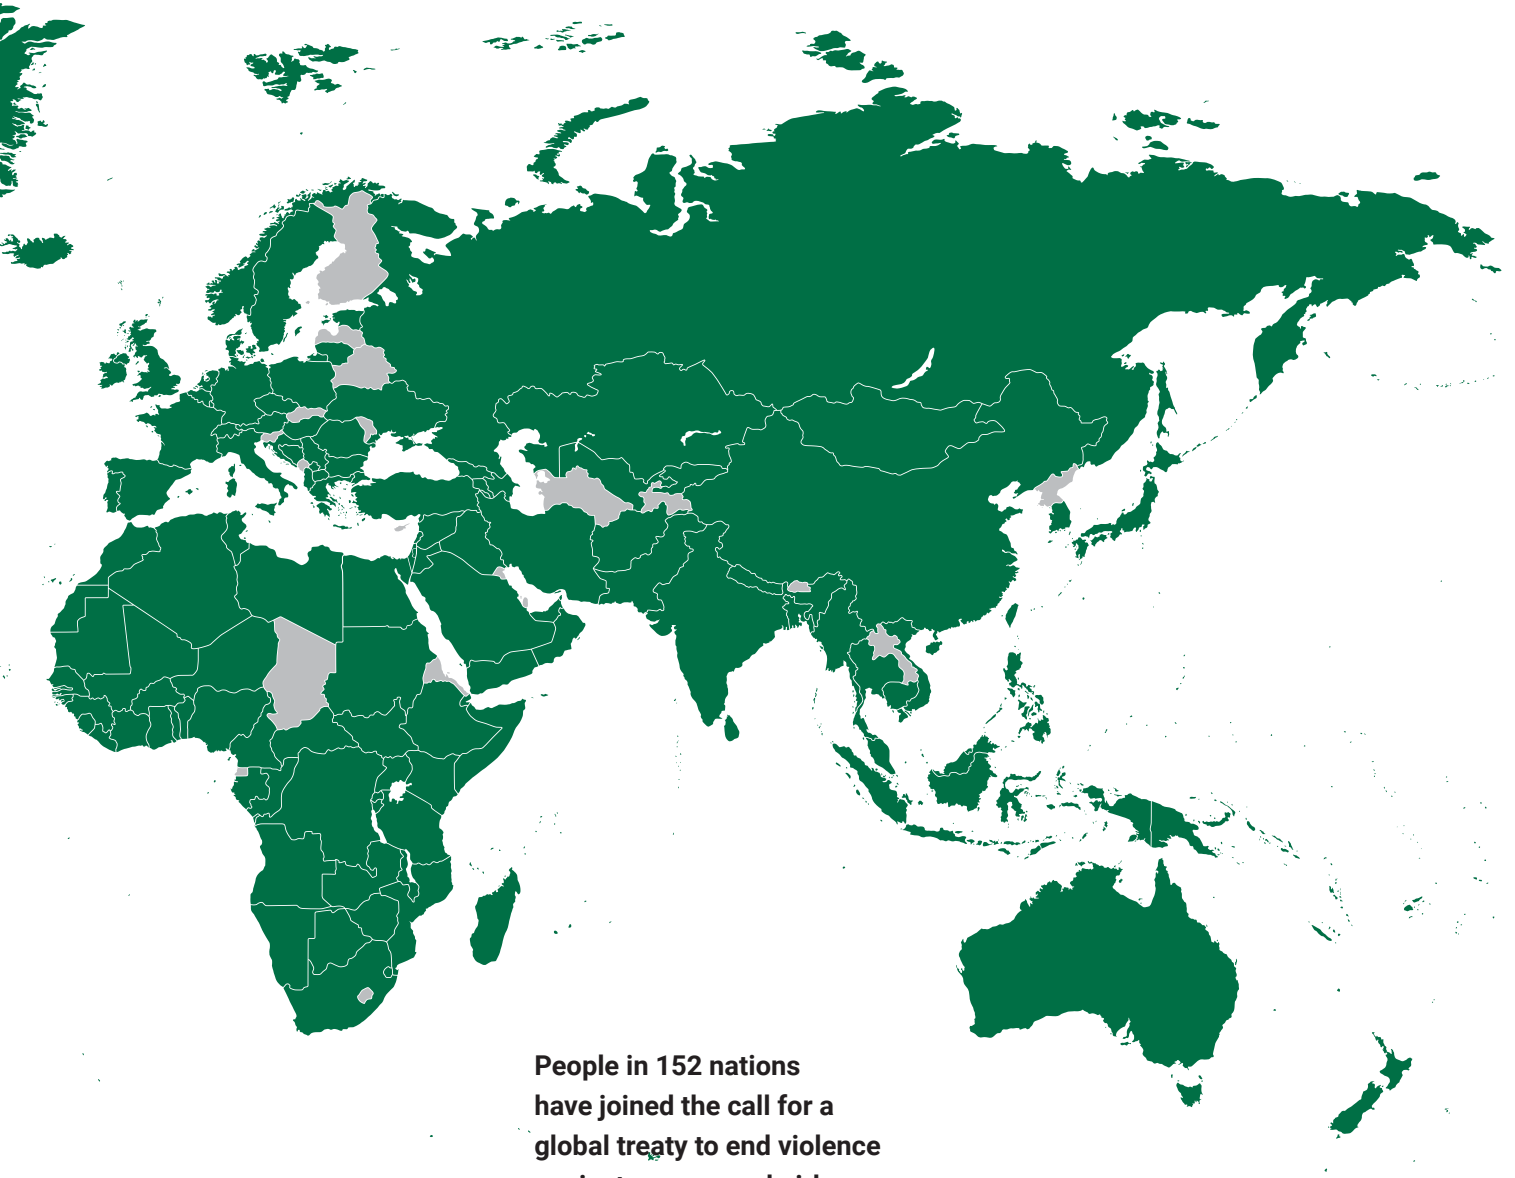 People in 152 nations
have joined the call for a
global treaty to end violence